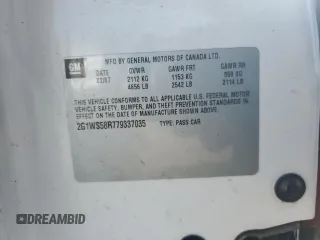 GM
MFD BY GENERAL MOTORS OF CANADA LTD.
DATE GVWR GAWR FRT GAWR RR
2112 KG 1153 KG 959 KG
4656 LB 2542 LB 2114 LB
THIS VEHICLE CONFORMS TO ALL APPLICABLE U.S. FEDERAL MOTOR
VEHICLE SAFETY, BUMPER, AND THEFT PREVENTION STANDARDS
IN EFFECT ON THE DATE OF MANUFACTURE SHOWN ABOVE.
2G1WS58R779337035 TYPE: PASS CAR
DREAMBID